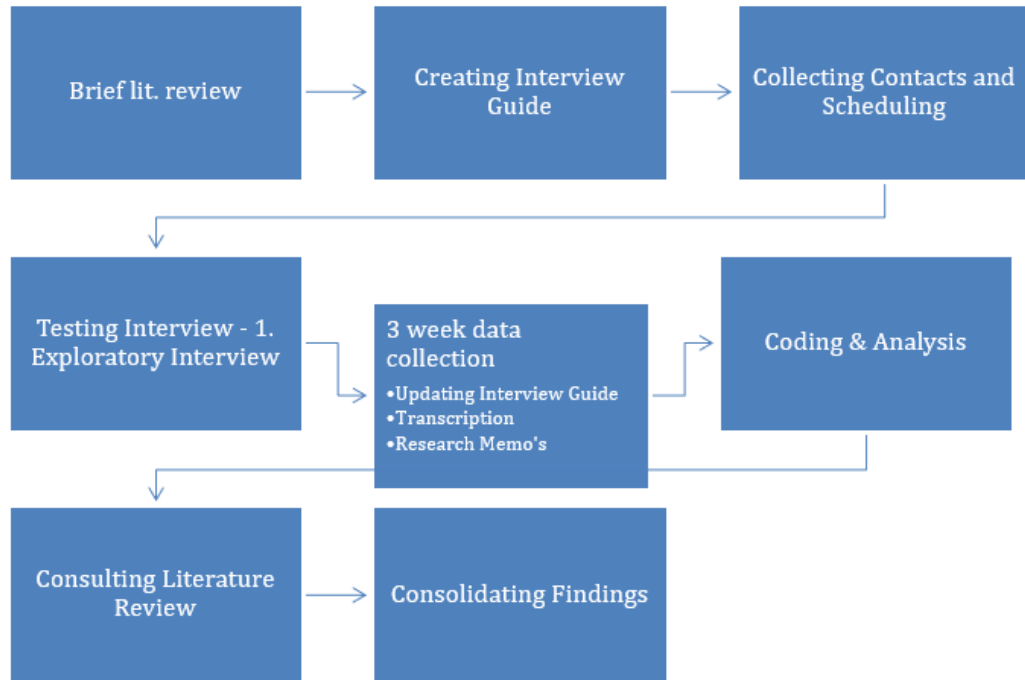 Brief lit. review
Creating Interview
Guide
Collecting Contacts and
Scheduling
Testing Interview - 1.
Exploratory Interview
3 week data
collection
•Updating Interview Guide
•Transcription
•Research Memo's
Coding & Analysis
Consulting Literature
Review
Consolidating Findings